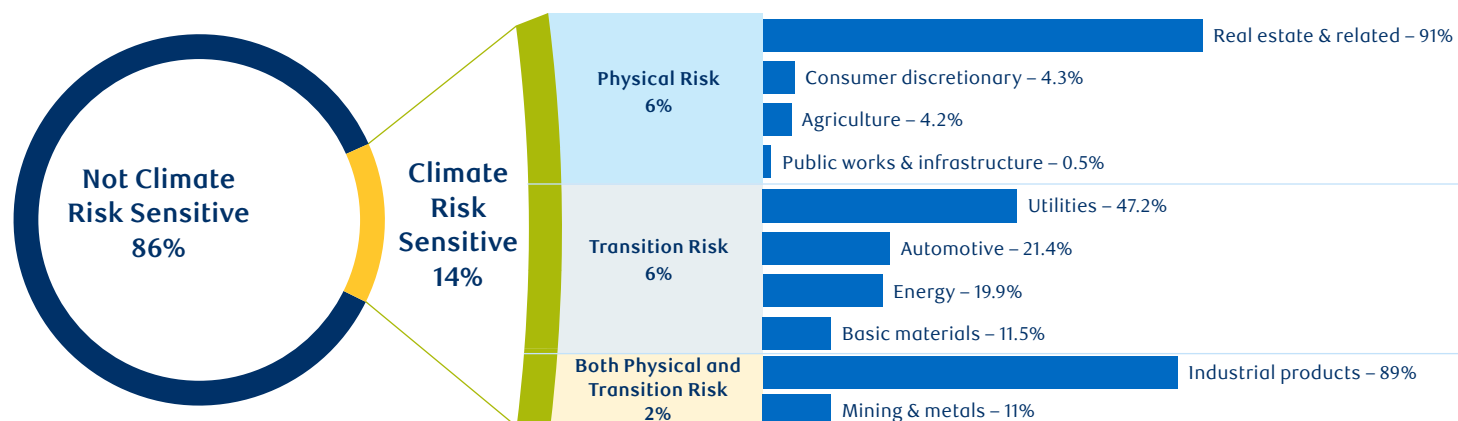 Not Climate
Risk Sensitive
86%
Climate
Risk
Sensitive
14%
Physical Risk
6%
Real estate & related – 91%
Consumer discretionary – 4.3%
Agriculture – 4.2%
Public works & infrastructure – 0.5%
Transition Risk
6%
Utilities – 47.2%
Automotive – 21.4%
Energy – 19.9%
Basic materials – 11.5%
Both Physical and
Transition Risk
2%
Industrial products – 89%
Mining & metals – 11%